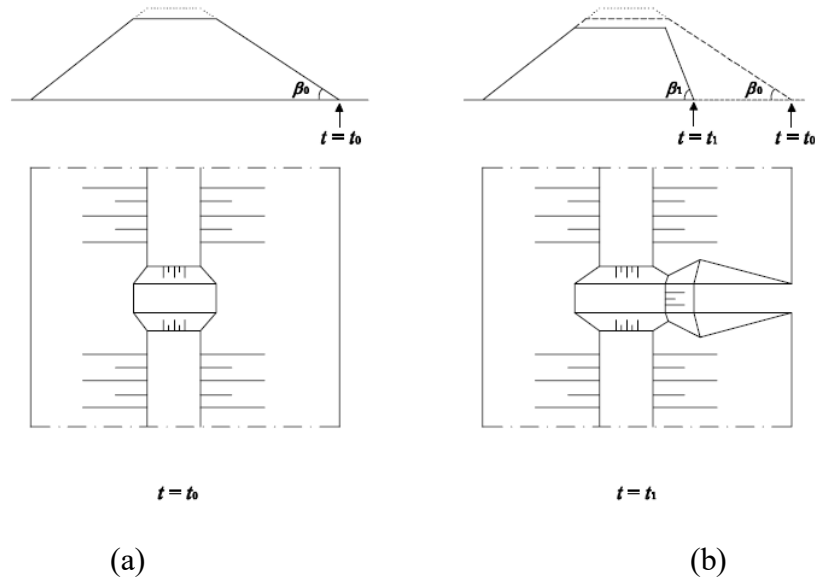 β₀
t = t₀
β₁ β₀
t = t₁
t = t₀
t = t₀
t = t₁
(a)
(b)